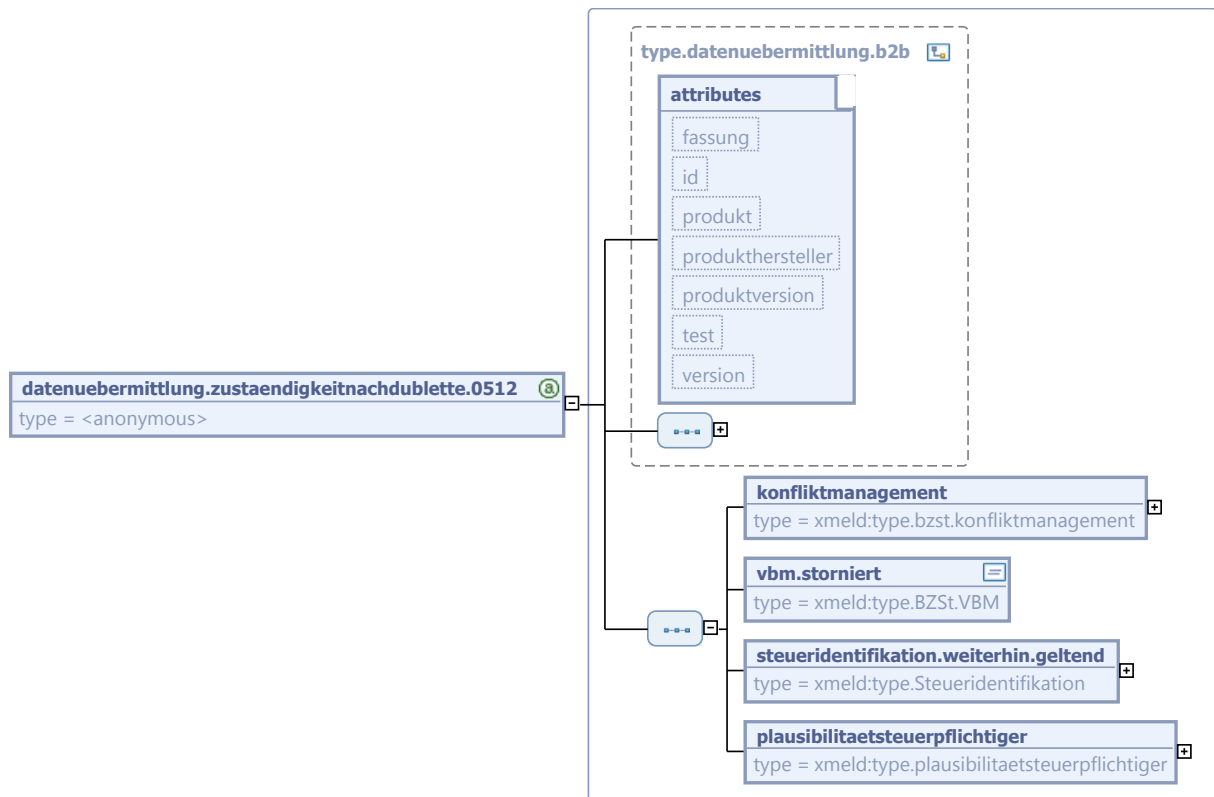 type.datenuebermittlung.b2b
attributes
fassung
id
produkt
produkthersteller
produktversion
test
version
datenuebermittlung.zustaendigkeitnachdublette.0512
type = <anonymous>
konfliktmanagement
type = xmeld:type.bzst.konfliktmanagement
vbm.storniert
type = xmeld:type.BZSt.VBM
steueridentifikation.weiterhin.geltend
type = xmeld:type.Steueridentifikation
plausibilitaetsteuerpflichtiger
type = xmeld:type.plausibilitaetsteuerpflichtiger